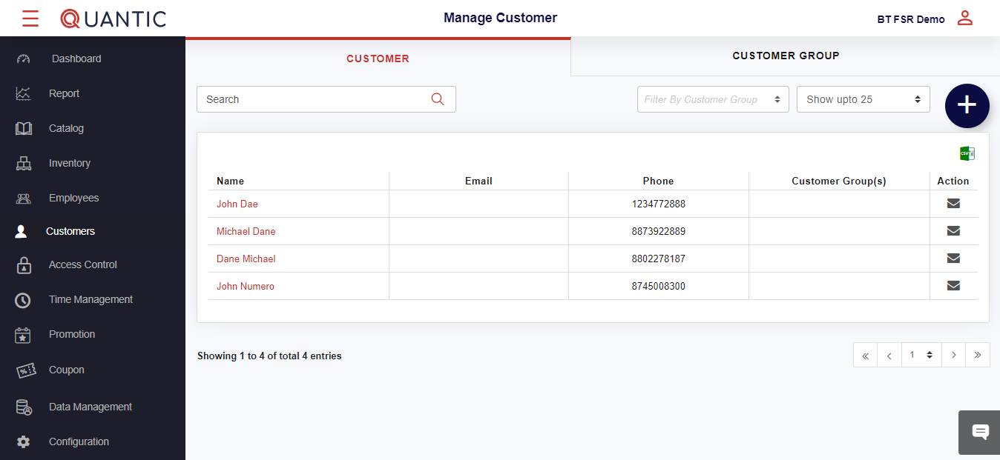 QUANTIC
Manage Customer
BT FSR Demo
Dashboard
Report
Catalog
Inventory
Employees
Customers
Access Control
Time Management
Promotion
Coupon
Data Management
Configuration
CUSTOMER
CUSTOMER GROUP
Search
Filter By Customer Group
Show upto 25
CSV
Name Email Phone Customer Group(s) Action
John Dae 1234772888
Michael Dane 8873922889
Dane Michael 8802278187
John Numero 8745008300
Showing 1 to 4 of total 4 entries
« ‹ 1 › »